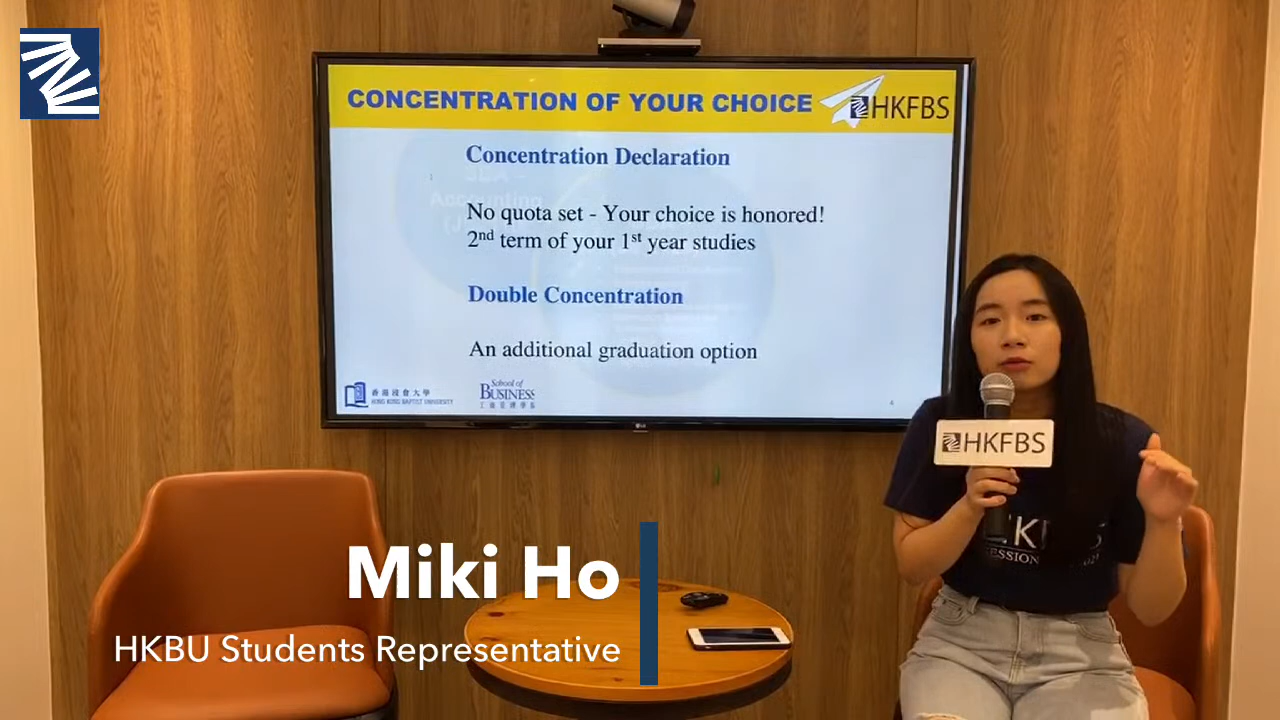 CONCENTRATION OF YOUR CHOICE
HKFBS
Concentration Declaration
No quota set - Your choice is honored!
2nd term of your 1st year studies
Double Concentration
An additional graduation option
香港浸會大學
HONG KONG BAPTIST UNIVERSITY
School of
BUSINESS
工商管理學院
4
LG
HKFBS
Miki Ho
HKBU Students Representative